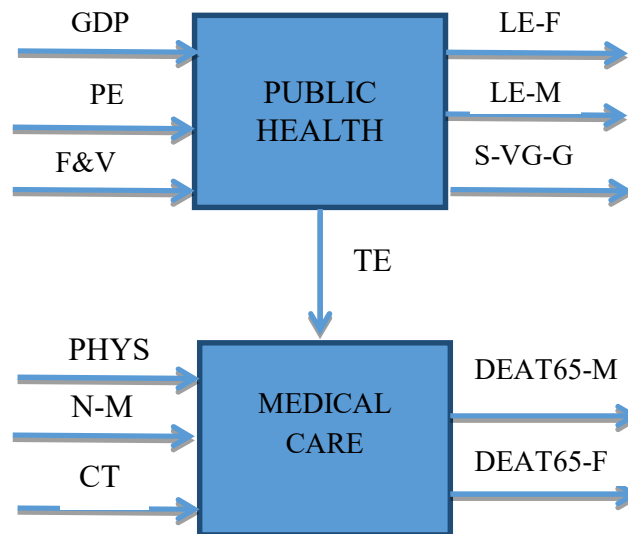 GDP
LE-F
PE
PUBLIC
HEALTH
LE-M
F&V
S-VG-G
TE
PHYS
DEAT65-M
N-M
MEDICAL
CARE
CT
DEAT65-F